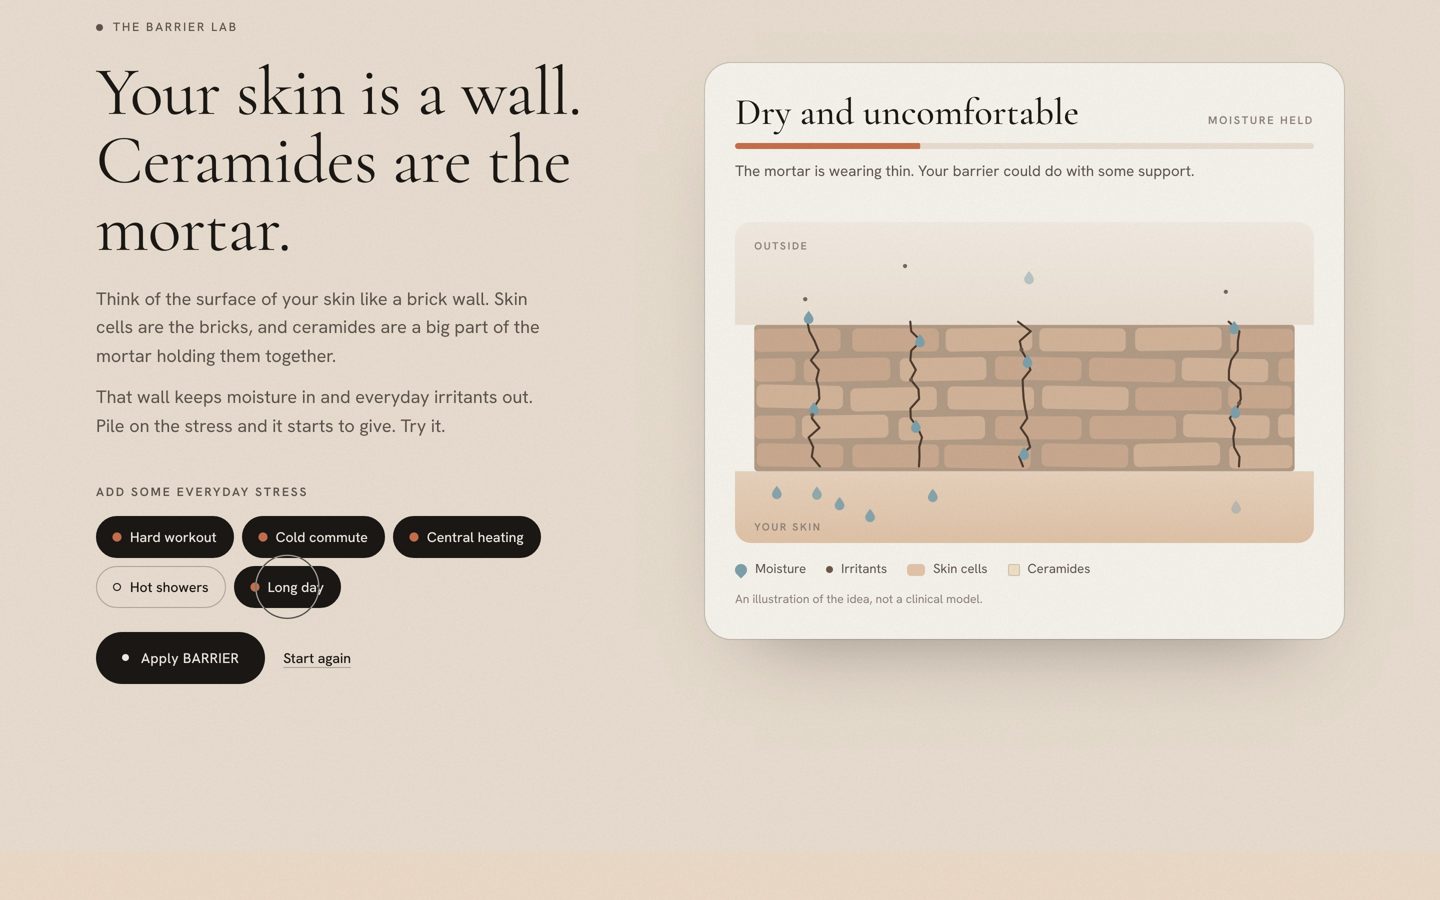 THE BARRIER LAB
Your skin is a wall.
Ceramides are the
mortar.
Think of the surface of your skin like a brick wall. Skin
cells are the bricks, and ceramides are a big part of the
mortar holding them together.
That wall keeps moisture in and everyday irritants out.
Pile on the stress and it starts to give. Try it.
ADD SOME EVERYDAY STRESS
Hard workout
Cold commute
Central heating
Hot showers
Long day
Apply BARRIER
Start again
Dry and uncomfortable
MOISTURE HELD
The mortar is wearing thin. Your barrier could do with some support.
OUTSIDE
YOUR SKIN
Moisture
Irritants
Skin cells
Ceramides
An illustration of the idea, not a clinical model.